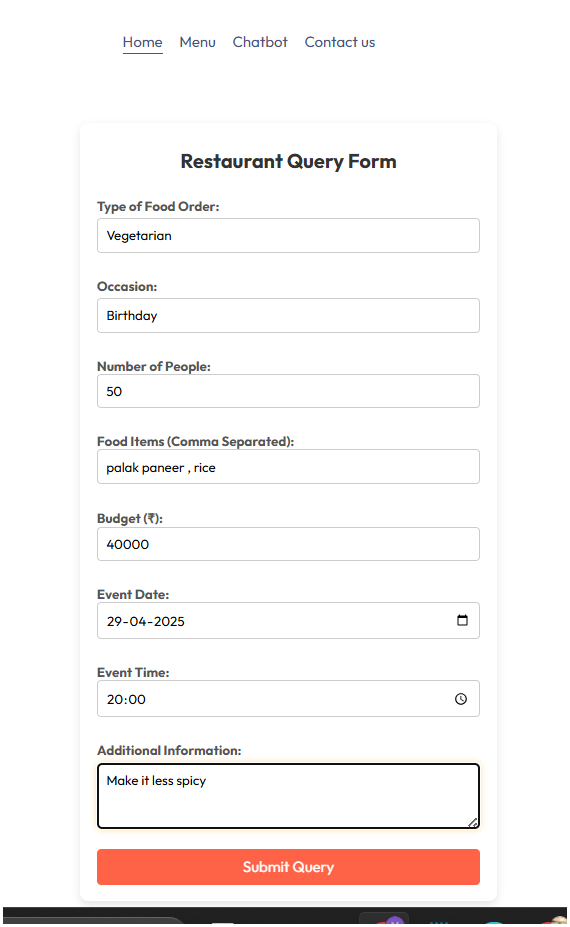 Home Menu Chatbot Contact us
Restaurant Query Form
Type of Food Order:
Vegetarian
Occasion:
Birthday
Number of People:
50
Food Items (Comma Separated):
palak paneer , rice
Budget (₹):
40000
Event Date:
29-04-2025
Event Time:
20:00
Additional Information:
Make it less spicy
Submit Query